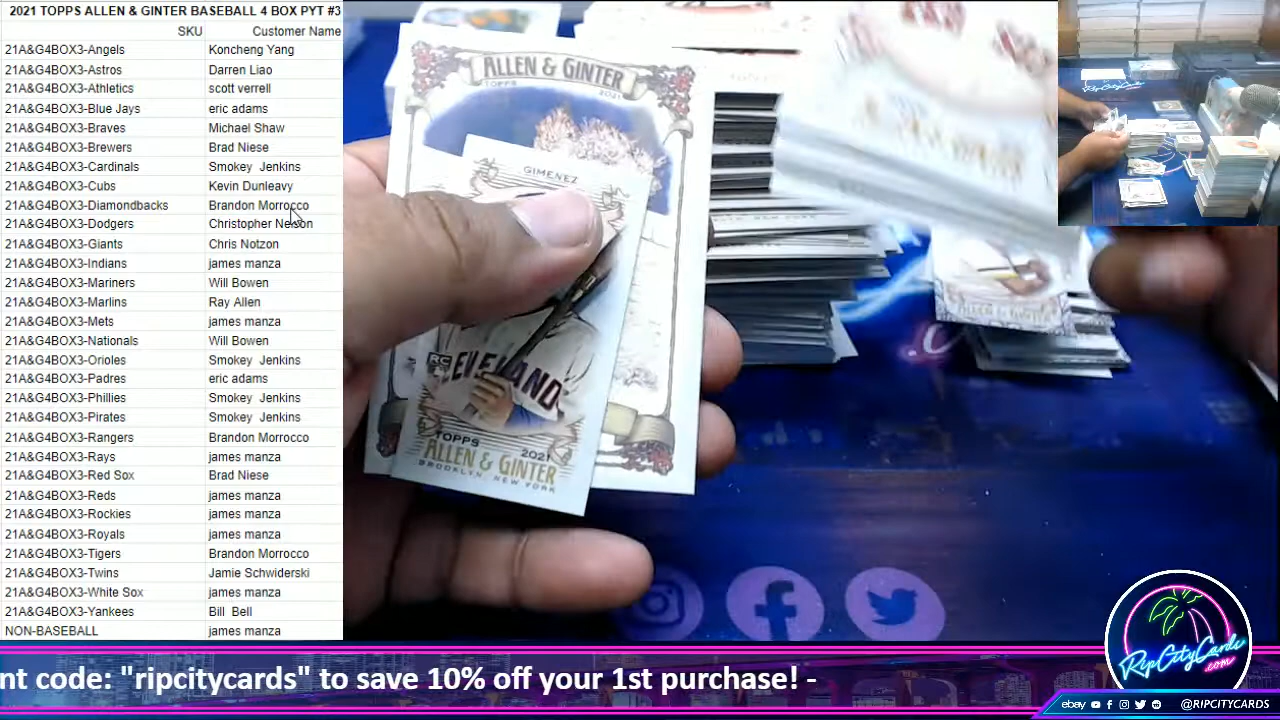 2021 TOPPS ALLEN & GINTER BASEBALL 4 BOX PYT #3
SKU Customer Name
21A&G4BOX3-Angels Koncheng Yang
21A&G4BOX3-Astros Darren Liao
21A&G4BOX3-Athletics scott verrell
21A&G4BOX3-Blue Jays eric adams
21A&G4BOX3-Braves Michael Shaw
21A&G4BOX3-Brewers Brad Niese
21A&G4BOX3-Cardinals Smokey Jenkins
21A&G4BOX3-Cubs Kevin Dunleavy
21A&G4BOX3-Diamondbacks Brandon Morrocco
21A&G4BOX3-Dodgers Christopher Nelson
21A&G4BOX3-Giants Chris Notzon
21A&G4BOX3-Indians james manza
21A&G4BOX3-Mariners Will Bowen
21A&G4BOX3-Marlins Ray Allen
21A&G4BOX3-Mets james manza
21A&G4BOX3-Nationals Will Bowen
21A&G4BOX3-Orioles Smokey Jenkins
21A&G4BOX3-Padres eric adams
21A&G4BOX3-Phillies Smokey Jenkins
21A&G4BOX3-Pirates Smokey Jenkins
21A&G4BOX3-Rangers Brandon Morrocco
21A&G4BOX3-Rays james manza
21A&G4BOX3-Red Sox Brad Niese
21A&G4BOX3-Reds james manza
21A&G4BOX3-Rockies james manza
21A&G4BOX3-Royals james manza
21A&G4BOX3-Tigers Brandon Morrocco
21A&G4BOX3-Twins Jamie Schwiderski
21A&G4BOX3-White Sox james manza
21A&G4BOX3-Yankees Bill Bell
NON-BASEBALL james manza
ALLEN & GINTER
TOPPS 2021
GIMENEZ
RC
CLEVELAND
TOPPS 2021
ALLEN & GINTER
BROOKLYN NEW YORK
ALLEN & GINTER
.C
RipCityCards
.com
nt code. "ripcitycards" to save 10% off your 1st purchase! -
ebay @RIPCITYCARDS